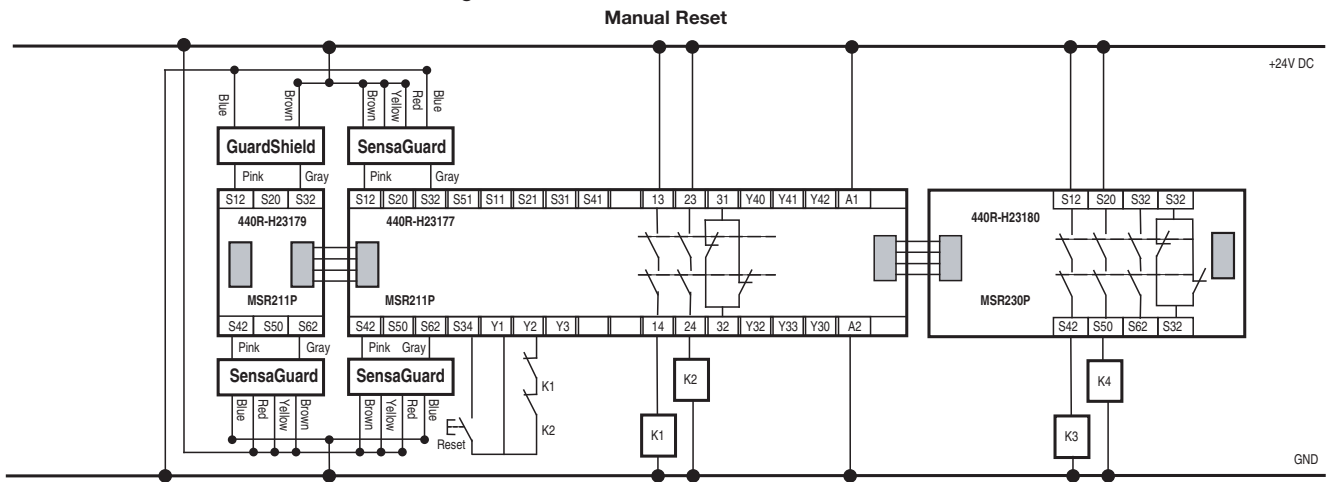 Manual Reset
+24V DC
Blue
Brown
Brown
Yellow
Red
Blue
GuardShield
SensaGuard
Pink Gray
Pink Gray
S12 S20 S32
S12 S20 S32 S51 S11 S21 S31 S41 13 23 31 Y40 Y41 Y42 A1
S12 S20 S32 S32
440R-H23179
440R-H23177
440R-H23180
MSR211P
MSR211P
MSR230P
S42 S50 S62
S42 S50 S62 S34 Y1 Y2 Y3 14 24 32 Y32 Y33 Y30 A2
S42 S50 S62 S32
Pink Gray
Pink Gray
SensaGuard
SensaGuard
Blue
Red
Yellow
Brown
Brown
Yellow
Red
Blue
Reset
K1
K2
K1
K2
K3
K4
GND